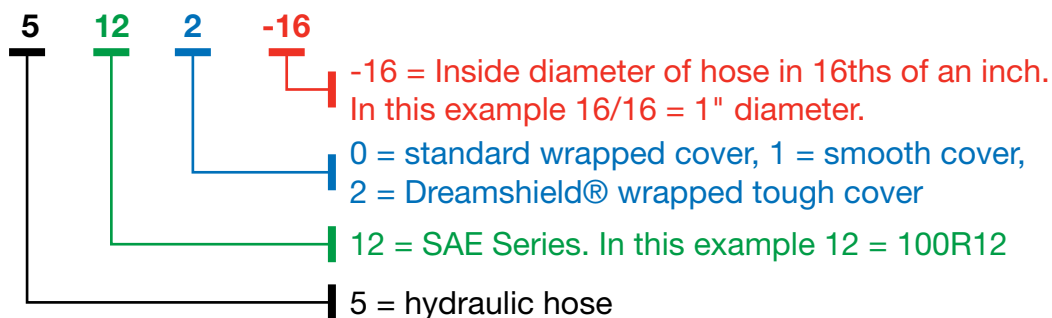 5 12 2 -16
-16 = Inside diameter of hose in 16ths of an inch.
In this example 16/16 = 1" diameter.
0 = standard wrapped cover, 1 = smooth cover,
2 = Dreamshield® wrapped tough cover
12 = SAE Series. In this example 12 = 100R12
5 = hydraulic hose